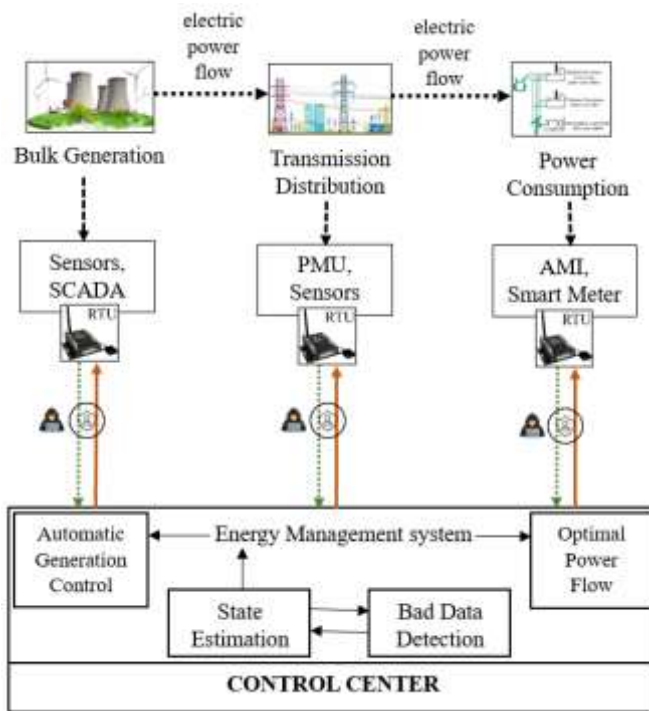 electric
power
flow
electric
power
flow
Bulk Generation
Transmission
Distribution
Power
Consumption
Sensors,
SCADA
RTU
PMU,
Sensors
RTU
AMI,
Smart Meter
RTU
Automatic
Generation
Control
Energy Management system
Optimal
Power
Flow
State
Estimation
Bad Data
Detection
CONTROL CENTER